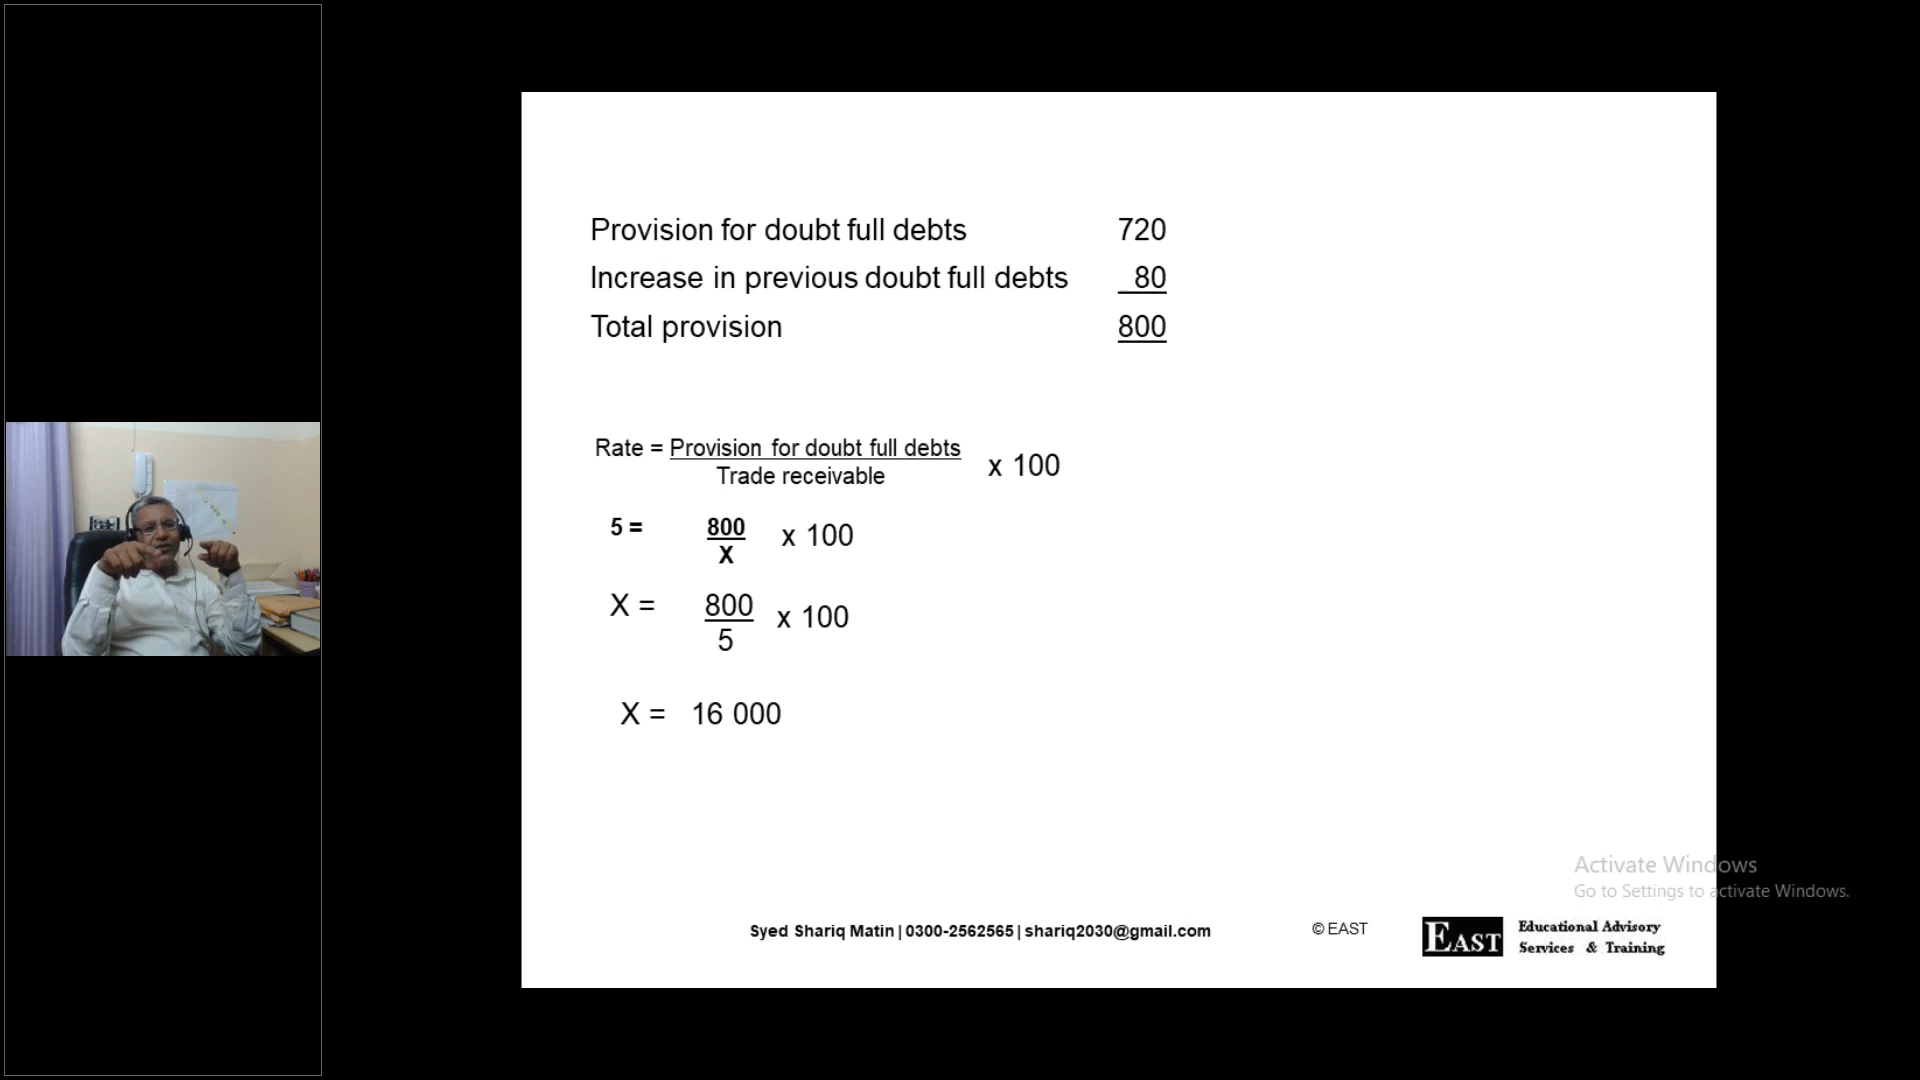 Provision for doubt full debts 720
Increase in previous doubt full debts 80
Total provision 800
Rate = Provision for doubt full debts x 100
Trade receivable
5 = 800 x 100
X
X = 800 x 100
5
X = 16 000
Activate Windows
Go to Settings to activate Windows.
Syed Shariq Matin | 0300-2562565 | shariq2030@gmail.com
© EAST
EAST
Educational Advisory
Services & Training